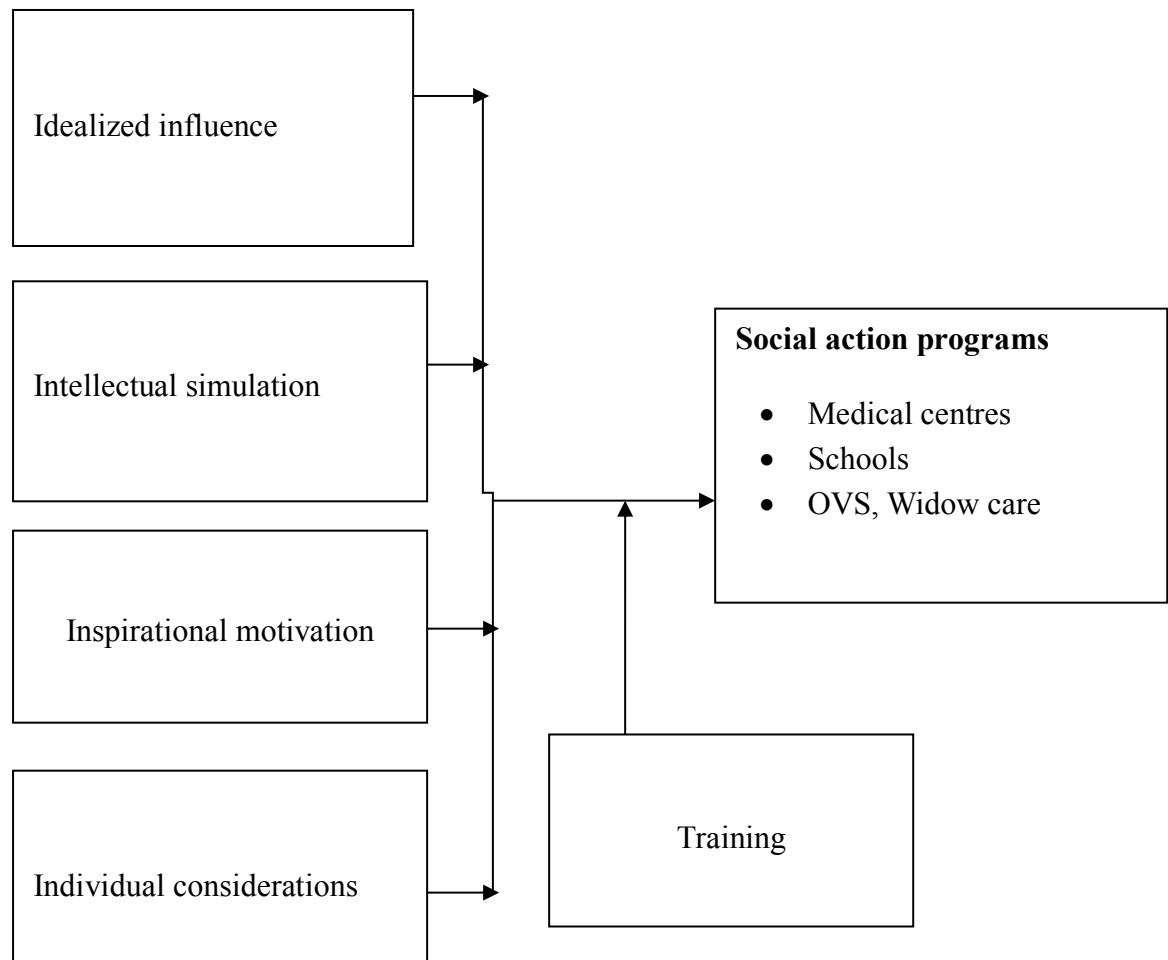 Idealized influence
Intellectual simulation
Inspirational motivation
Individual considerations
Social action programs
• Medical centres
• Schools
• OVS, Widow care
Training